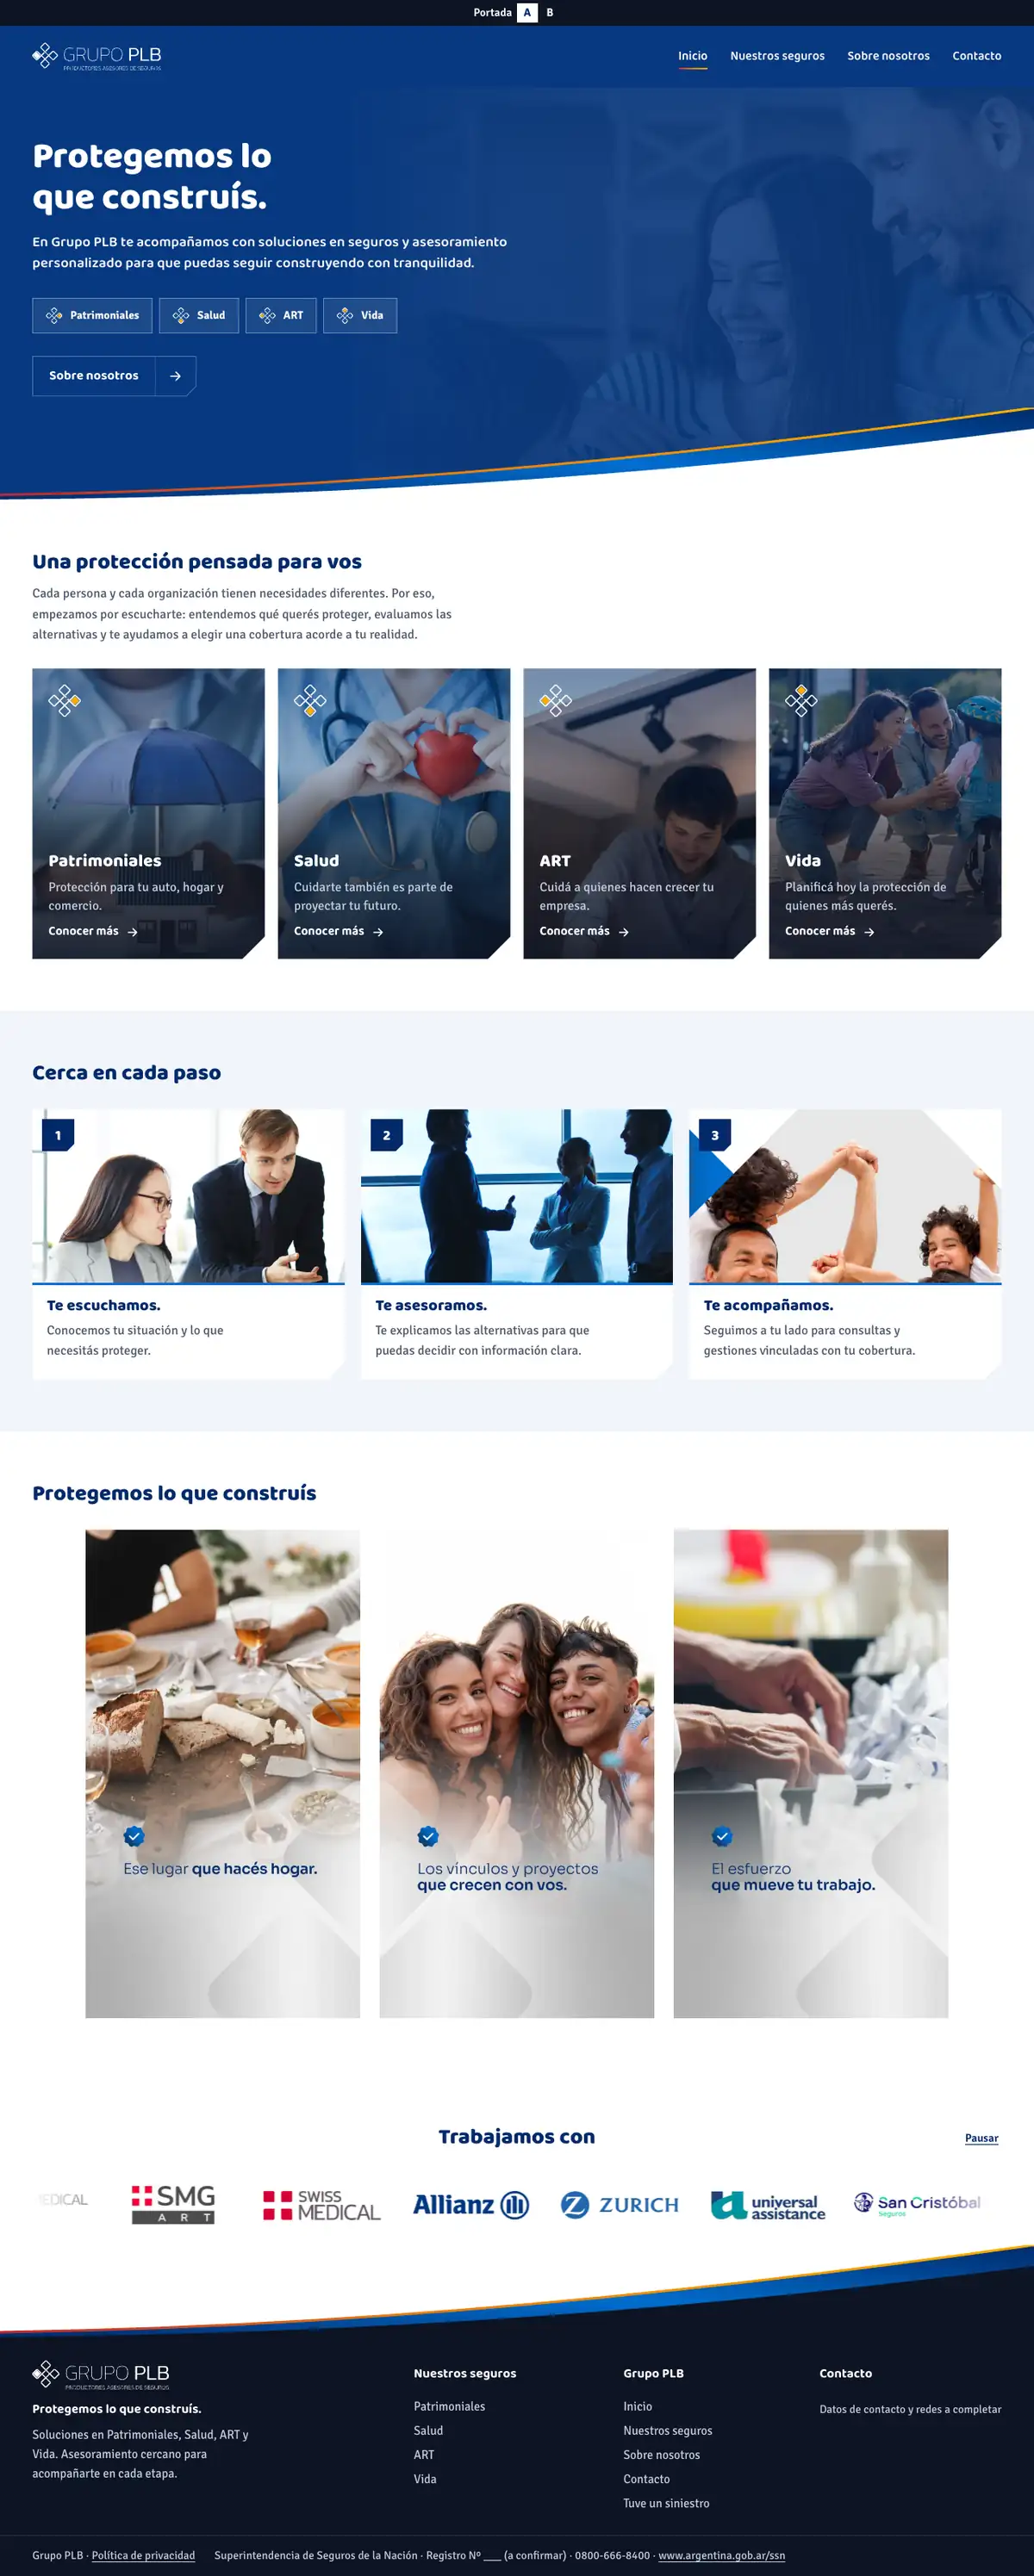 Portada A B
GRUPO PLB
PRODUCTORES ASESORES DE SEGUROS
Inicio Nuestros seguros Sobre nosotros Contacto
Protegemos lo
que construís.
En Grupo PLB te acompañamos con soluciones en seguros y asesoramiento
personalizado para que puedas seguir construyendo con tranquilidad.
Patrimoniales Salud ART Vida
Sobre nosotros →
Una protección pensada para vos
Cada persona y cada organización tienen necesidades diferentes. Por eso,
empezamos por escucharte: entendemos qué querés proteger, evaluamos las
alternativas y te ayudamos a elegir una cobertura acorde a tu realidad.
Patrimoniales
Protección para tu auto, hogar y
comercio.
Conocer más →
Salud
Cuidarte también es parte de
proyectar tu futuro.
Conocer más →
ART
Cuidá a quienes hacen crecer tu
empresa.
Conocer más →
Vida
Planificá hoy la protección de
quienes más querés.
Conocer más →
Cerca en cada paso
1
Te escuchamos.
Conocemos tu situación y lo que
necesitás proteger.
2
Te asesoramos.
Te explicamos las alternativas para que
puedas decidir con información clara.
3
Te acompañamos.
Seguimos a tu lado para consultas y
gestiones vinculadas con tu cobertura.
Protegemos lo que construís
Ese lugar que hacés hogar.
Los vínculos y proyectos
que crecen con vos.
El esfuerzo
que mueve tu trabajo.
Trabajamos con
Pausar
MEDICAL
SMG
ART
SWISS
MEDICAL
Allianz
ZURICH
universal
assistance
San Cristóbal
Seguros
GRUPO PLB
PRODUCTORES ASESORES DE SEGUROS
Protegemos lo que construís.
Soluciones en Patrimoniales, Salud, ART y
Vida. Asesoramiento cercano para
acompañarte en cada etapa.
Nuestros seguros
Patrimoniales
Salud
ART
Vida
Grupo PLB
Inicio
Nuestros seguros
Sobre nosotros
Contacto
Tuve un siniestro
Contacto
Datos de contacto y redes a completar
Grupo PLB · Política de privacidad Superintendencia de Seguros de la Nación · Registro Nº ___ (a confirmar) · 0800-666-8400 · www.argentina.gob.ar/ssn